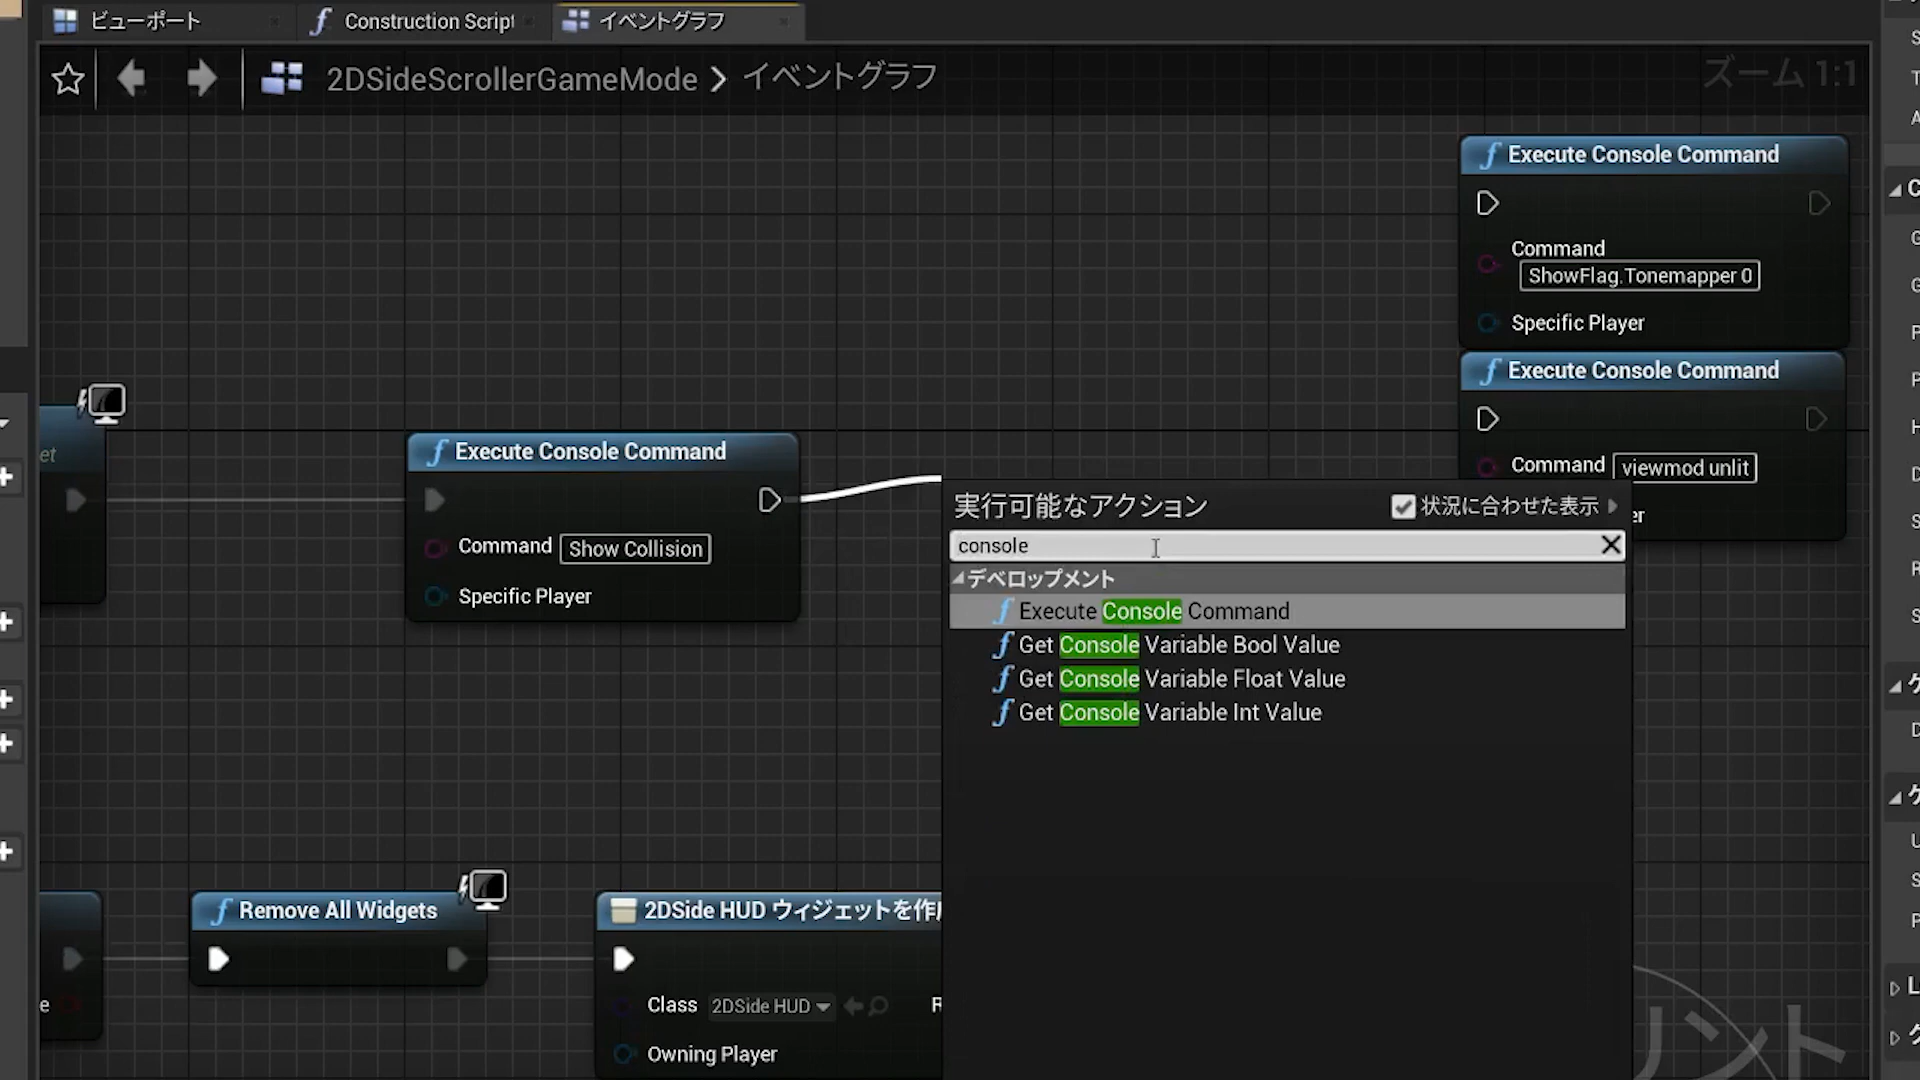 ビューポート
Construction Script
イベントグラフ
2DSideScrollerGameMode > イベントグラフ
ズーム 1:1
Execute Console Command
Command
ShowFlag.Tonemapper 0
Specific Player
Execute Console Command
Command viewmod unlit
er
et
Execute Console Command
Command Show Collision
Specific Player
実行可能なアクション
状況に合わせた表示
console
デベロップメント
Execute Console Command
Get Console Variable Bool Value
Get Console Variable Float Value
Get Console Variable Int Value
Remove All Widgets
2DSide HUD ウィジェットを作
e
Class 2DSide HUD
R
Owning Player
リント